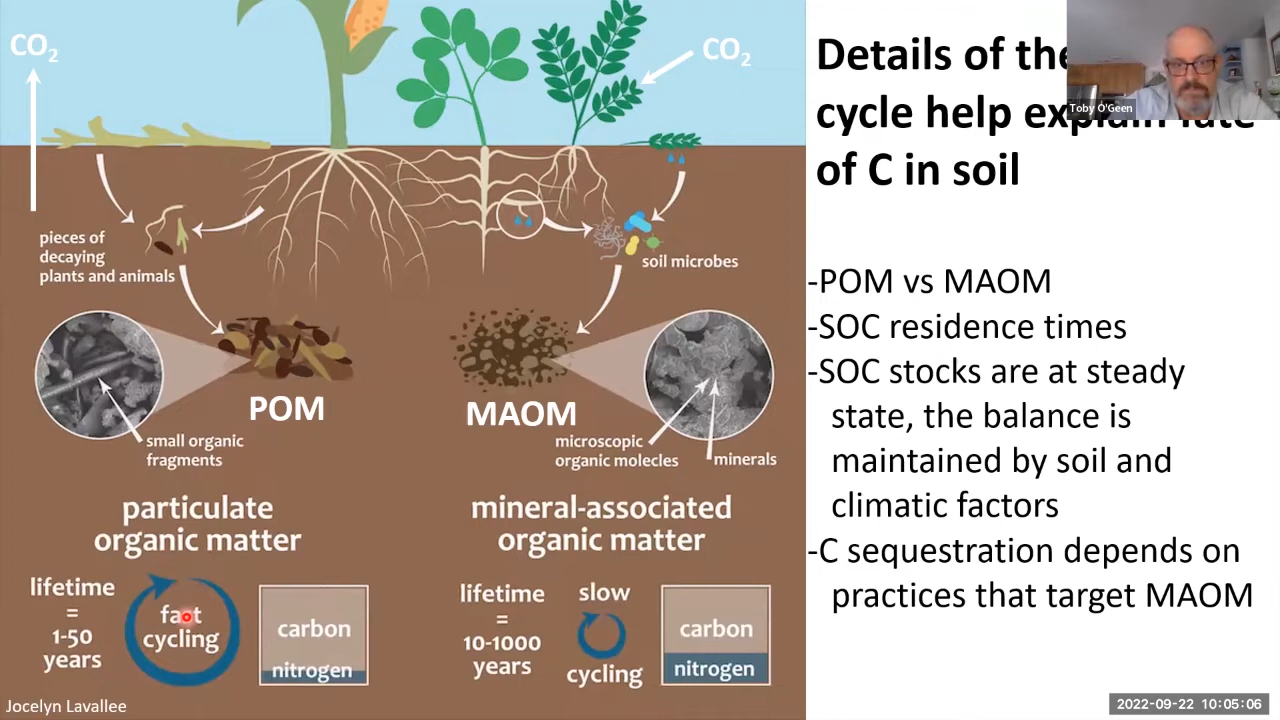 CO2
CO2
pieces of
decaying
plants and animals
soil microbes
POM
MAOM
small organic
fragments
microscopic
organic molecles
minerals
particulate
organic matter
mineral-associated
organic matter
lifetime
=
1-50
years
fast
cycling
carbon
nitrogen
lifetime
=
10-1000
years
slow
cycling
carbon
nitrogen
Jocelyn Lavallee
Details of the
cycle help explain fate
of C in soil
Toby O'Geen
-POM vs MAOM
-SOC residence times
-SOC stocks are at steady
state, the balance is
maintained by soil and
climatic factors
-C sequestration depends on
practices that target MAOM
2022-09-22 10:05:06